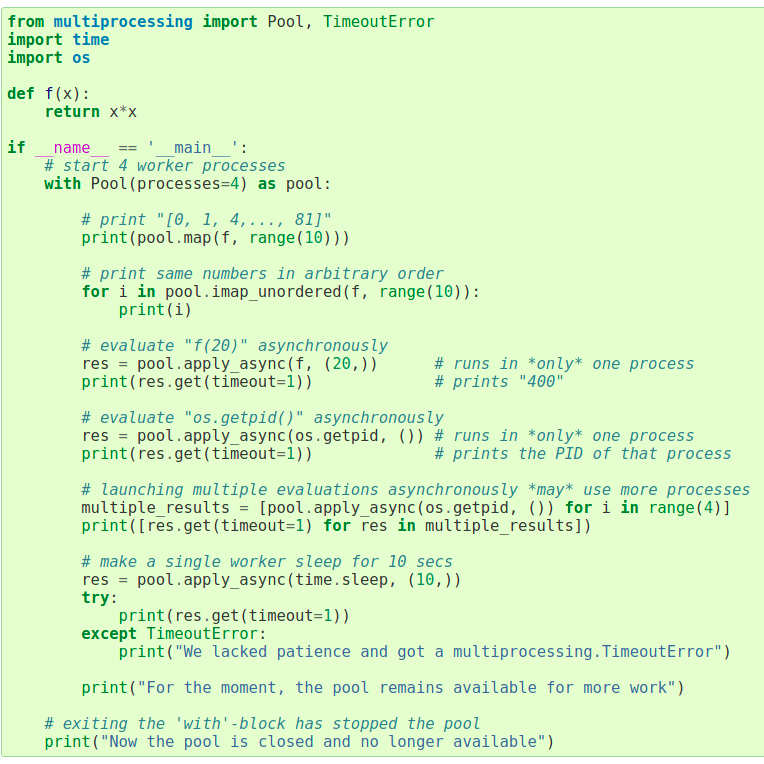 from multiprocessing import Pool, TimeoutError
import time
import os

def f(x):
    return x*x

if __name__ == '__main__':
    # start 4 worker processes
    with Pool(processes=4) as pool:

        # print "[0, 1, 4,..., 81]"
        print(pool.map(f, range(10)))

        # print same numbers in arbitrary order
        for i in pool.imap_unordered(f, range(10)):
            print(i)

        # evaluate "f(20)" asynchronously
        res = pool.apply_async(f, (20,))      # runs in *only* one process
        print(res.get(timeout=1))             # prints "400"

        # evaluate "os.getpid()" asynchronously
        res = pool.apply_async(os.getpid, ()) # runs in *only* one process
        print(res.get(timeout=1))             # prints the PID of that process

        # launching multiple evaluations asynchronously *may* use more processes
        multiple_results = [pool.apply_async(os.getpid, ()) for i in range(4)]
        print([res.get(timeout=1) for res in multiple_results])

        # make a single worker sleep for 10 secs
        res = pool.apply_async(time.sleep, (10,))
        try:
            print(res.get(timeout=1))
        except TimeoutError:
            print("We lacked patience and got a multiprocessing.TimeoutError")

        print("For the moment, the pool remains available for more work")

    # exiting the 'with'-block has stopped the pool
    print("Now the pool is closed and no longer available")